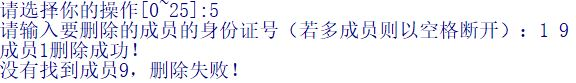 请选择你的操作[0~25]:5
请输入要删除的成员的身份证号（若多成员则以空格断开）：1 9
成员1删除成功！
没有找到成员9，删除失败！